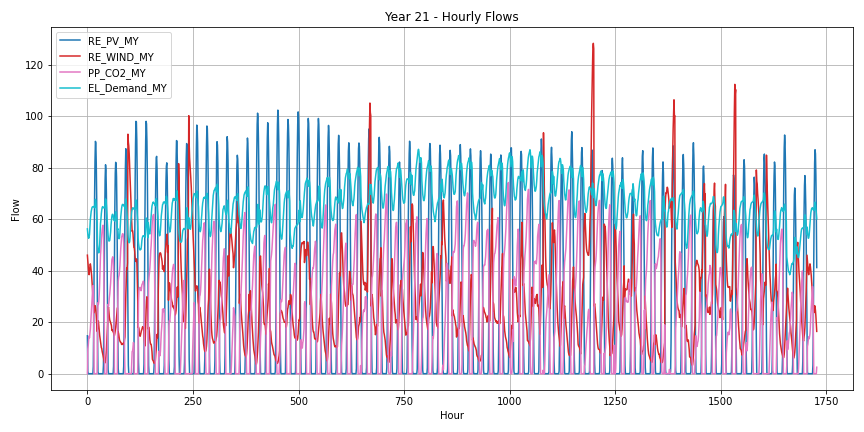 Year 21 - Hourly Flows
RE_PV_MY
RE_WIND_MY
PP_CO2_MY
EL_Demand_MY
Flow
120
100
80
60
40
20
0
0 250 500 750 1000 1250 1500 1750
Hour